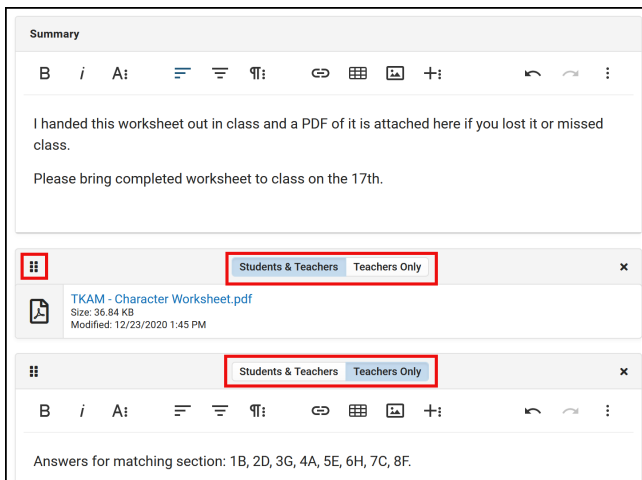 Summary
B i A: ¶:
I handed this worksheet out in class and a PDF of it is attached here if you lost it or missed
class.
Please bring completed worksheet to class on the 17th.
Students & Teachers Teachers Only
TKAM - Character Worksheet.pdf
Size: 36.84 KB
Modified: 12/23/2020 1:45 PM
Students & Teachers Teachers Only
B i A: ¶:
Answers for matching section: 1B, 2D, 3G, 4A, 5E, 6H, 7C, 8F.